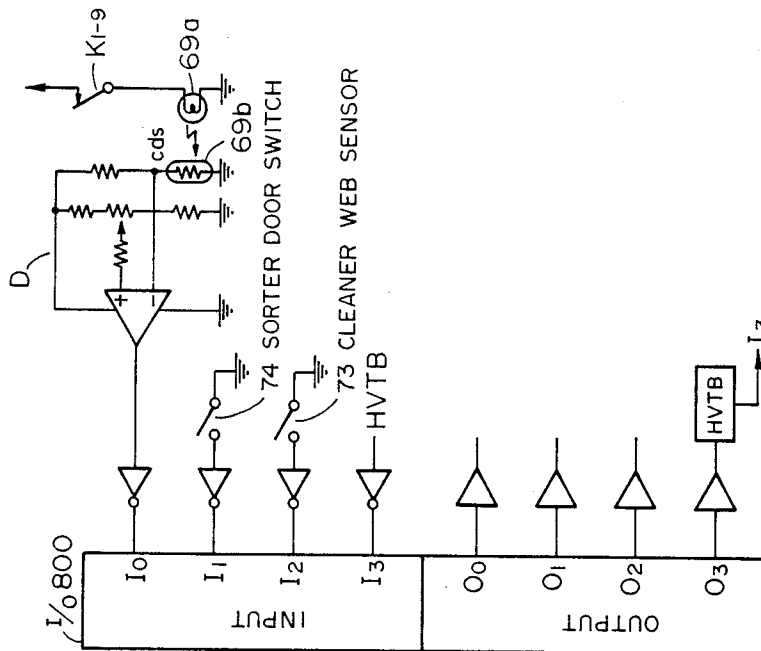 I/O 800
INPUT
I0
I1
I2
I3
OUTPUT
O0
O1
O2
O3
D
+
−
cds
69b
69a
K1-9
74 SORTER DOOR SWITCH
73 CLEANER WEB SENSOR
HVTB
HVTB
I3